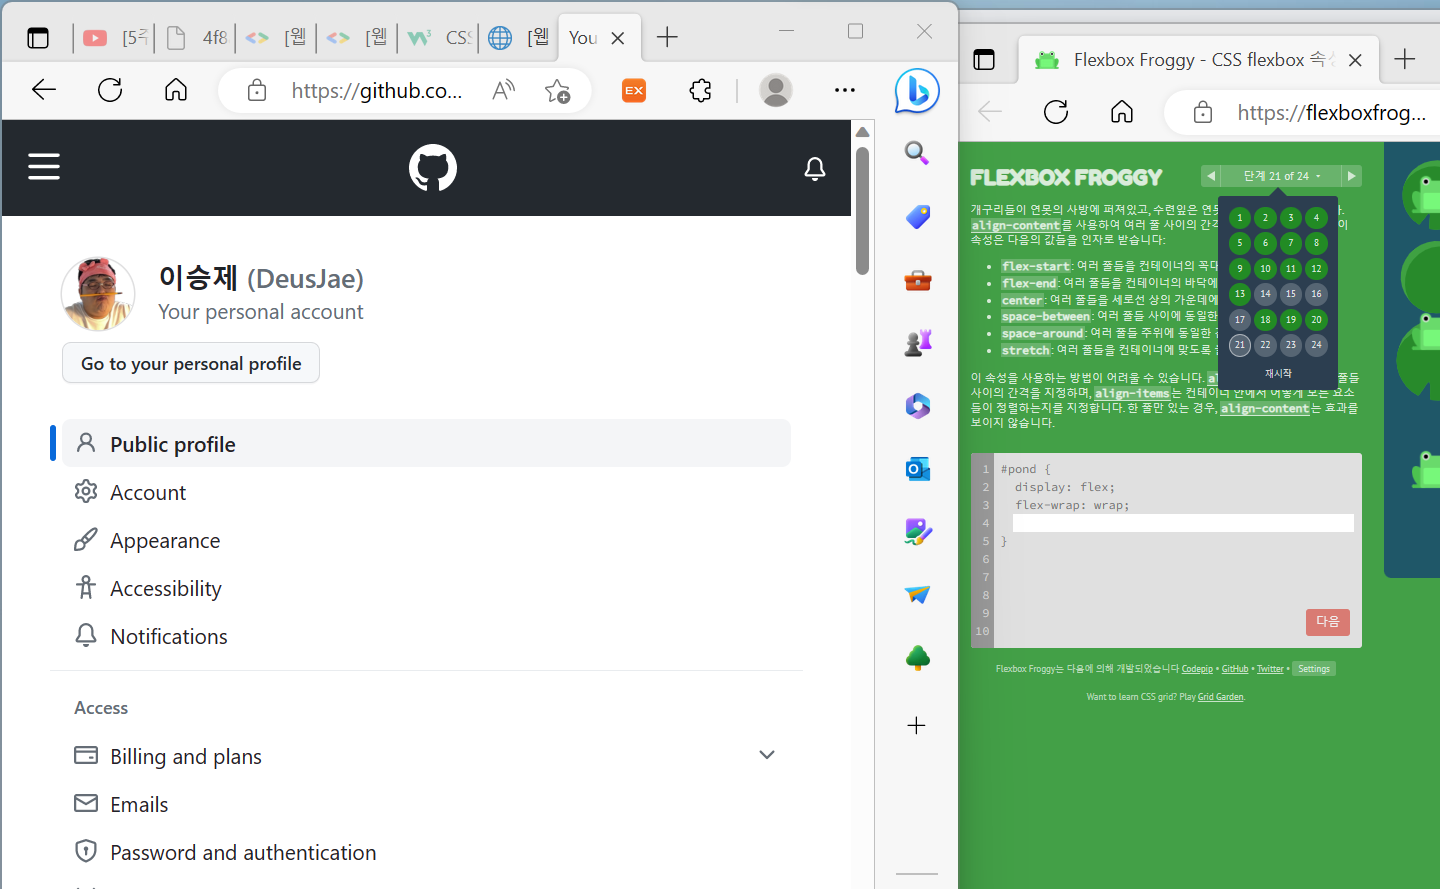 [5주
4f8
[웹
[웹
CSS
[웹
You
https://github.co...
EX
이승제 (DeusJae)
Your personal account
Go to your personal profile
Public profile
Account
Appearance
Accessibility
Notifications
Access
Billing and plans
Emails
Password and authentication
Flexbox Froggy - CSS flexbox 속성
https://flexboxfrog...
FLEXBOX FROGGY
단계 21 of 24
개구리들이 연못의 사방에 퍼져있고, 수련잎은 연못
align-content를 사용하여 여러 줄 사이의 간격 이
속성은 다음의 값들을 인자로 받습니다:
flex-start: 여러 줄들을 컨테이너의 꼭대
flex-end: 여러 줄들을 컨테이너의 바닥에
center: 여러 줄들을 세로선 상의 가운데에
space-between: 여러 줄들 사이에 동일한
space-around: 여러 줄들 주위에 동일한
stretch: 여러 줄들을 컨테이너에 맞도록
1 2 3 4
5 6 7 8
9 10 11 12
13 14 15 16
17 18 19 20
21 22 23 24
재시작
이 속성을 사용하는 방법이 어려울 수 있습니다. 줄들
사이의 간격을 지정하며, align-items는 컨테이너 안에서 어떻게 모든 요소
들이 정렬하는지를 지정합니다. 한 줄만 있는 경우, align-content는 효과를
보이지 않습니다.
1 #pond {
2 display: flex;
3 flex-wrap: wrap;
4
5 }
6
7
8
9
10
다음
Flexbox Froggy는 다음에 의해 개발되었습니다 Codepip • GitHub • Twitter • Settings
Want to learn CSS grid? Play Grid Garden.